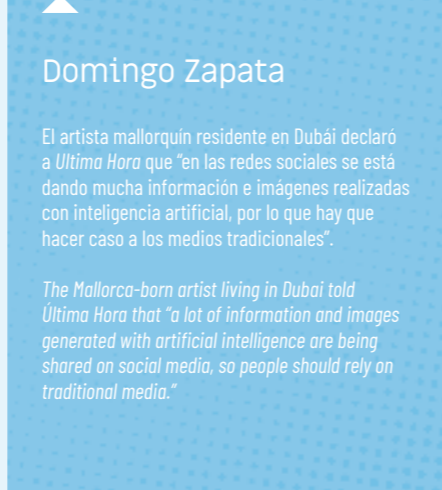 Domingo Zapata
El artista mallorquín residente en Dubái declaró
a Ultima Hora que “en las redes sociales se está
dando mucha información e imágenes realizadas
con inteligencia artificial, por lo que hay que
hacer caso a los medios tradicionales“.
The Mallorca-born artist living in Dubai told
Última Hora that “a lot of information and images
generated with artificial intelligence are being
shared on social media, so people should rely on
traditional media.”